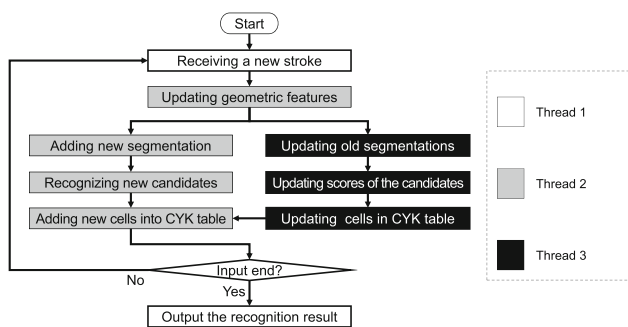 Start
Receiving a new stroke
Updating geometric features
Adding new segmentation
Updating old segmentations
Recognizing new candidates
Updating scores of the candidates
Adding new cells into CYK table
Updating cells in CYK table
Input end?
No
Yes
Output the recognition result
Thread 1
Thread 2
Thread 3